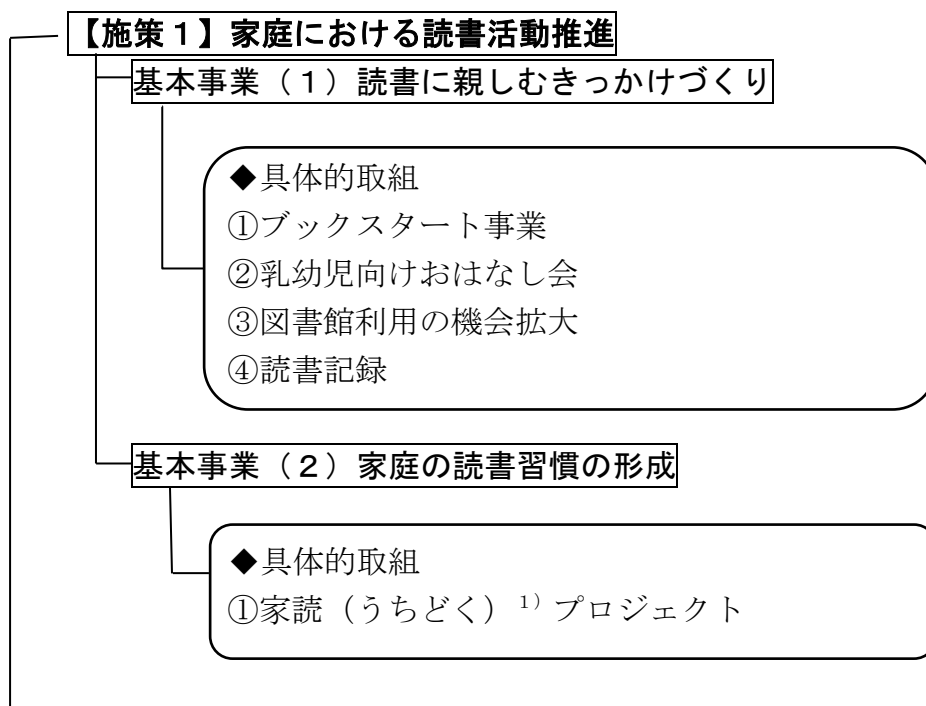 【施策１】家庭における読書活動推進
基本事業（１）読書に親しむきっかけづくり
◆具体的取組
①ブックスタート事業
②乳幼児向けおはなし会
③図書館利用の機会拡大
④読書記録
基本事業（２）家庭の読書習慣の形成
◆具体的取組
①家読（うちどく）1）プロジェクト